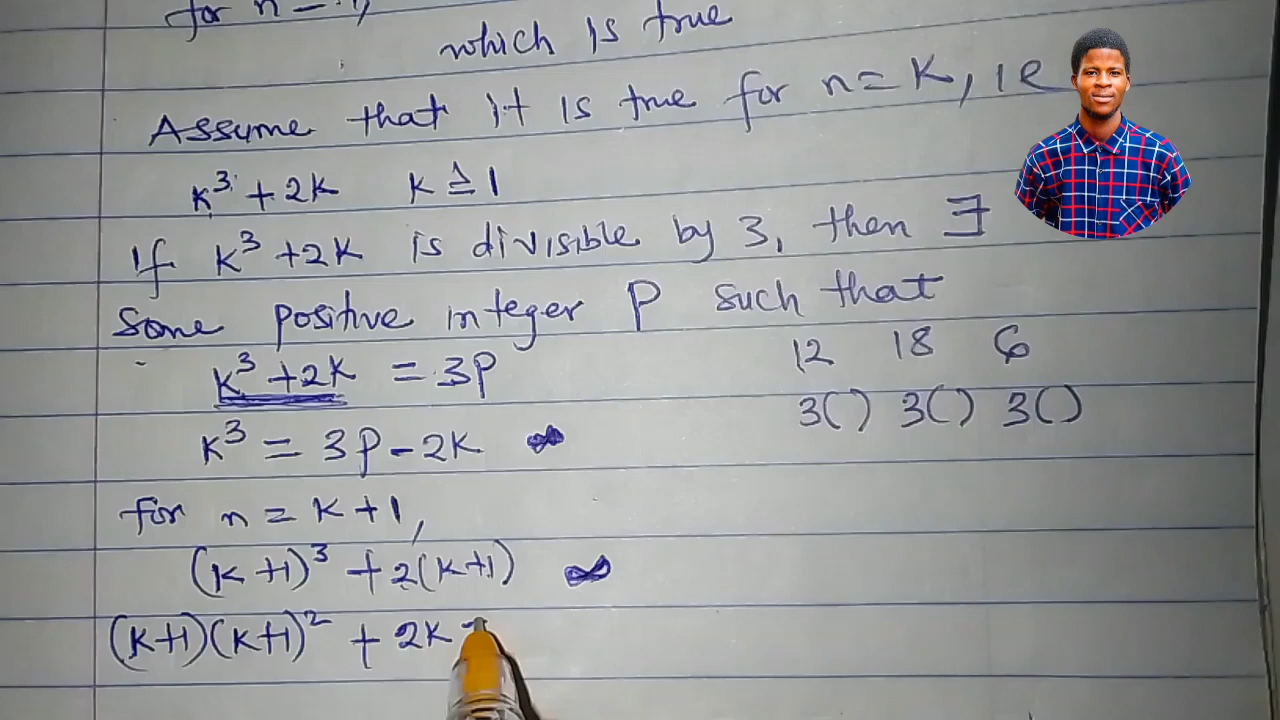 for n = 1,
which is true
Assume that it is true for n = K, ie
K³ + 2K K ≥ 1
If K³ + 2K is divisible by 3, then ∃
Some positive integer P such that
12 18 6
K³ + 2K = 3P
3( ) 3( ) 3( )
K³ = 3P - 2K
for n = K + 1,
(K + 1)³ + 2(K+1)
(K+1)(K+1)² + 2K